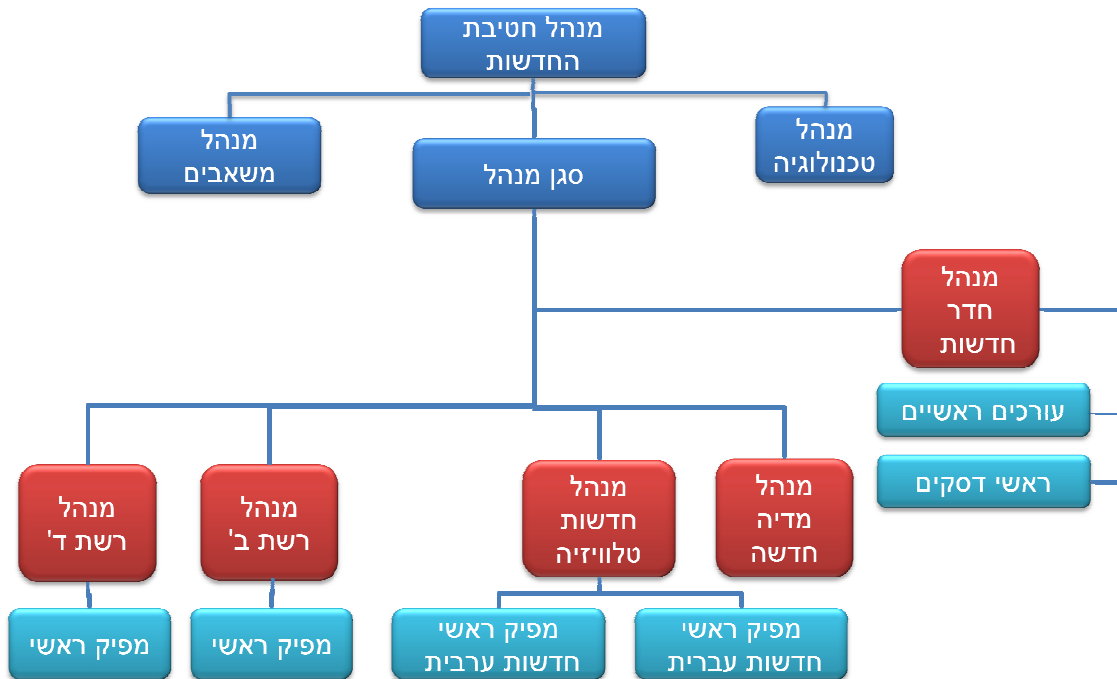 מנהל חטיבת
החדשות
מנהל
טכנולוגיה
סגן מנהל
מנהל
משאבים
מנהל
חדר
חדשות
עורכים ראשיים
ראשי דסקים
מנהל
מדיה
חדשה
מנהל
חדשות
טלוויזיה
מנהל
רשת ב'
מנהל
רשת ד'
מפיק ראשי
חדשות עברית
מפיק ראשי
חדשות ערבית
מפיק ראשי
מפיק ראשי